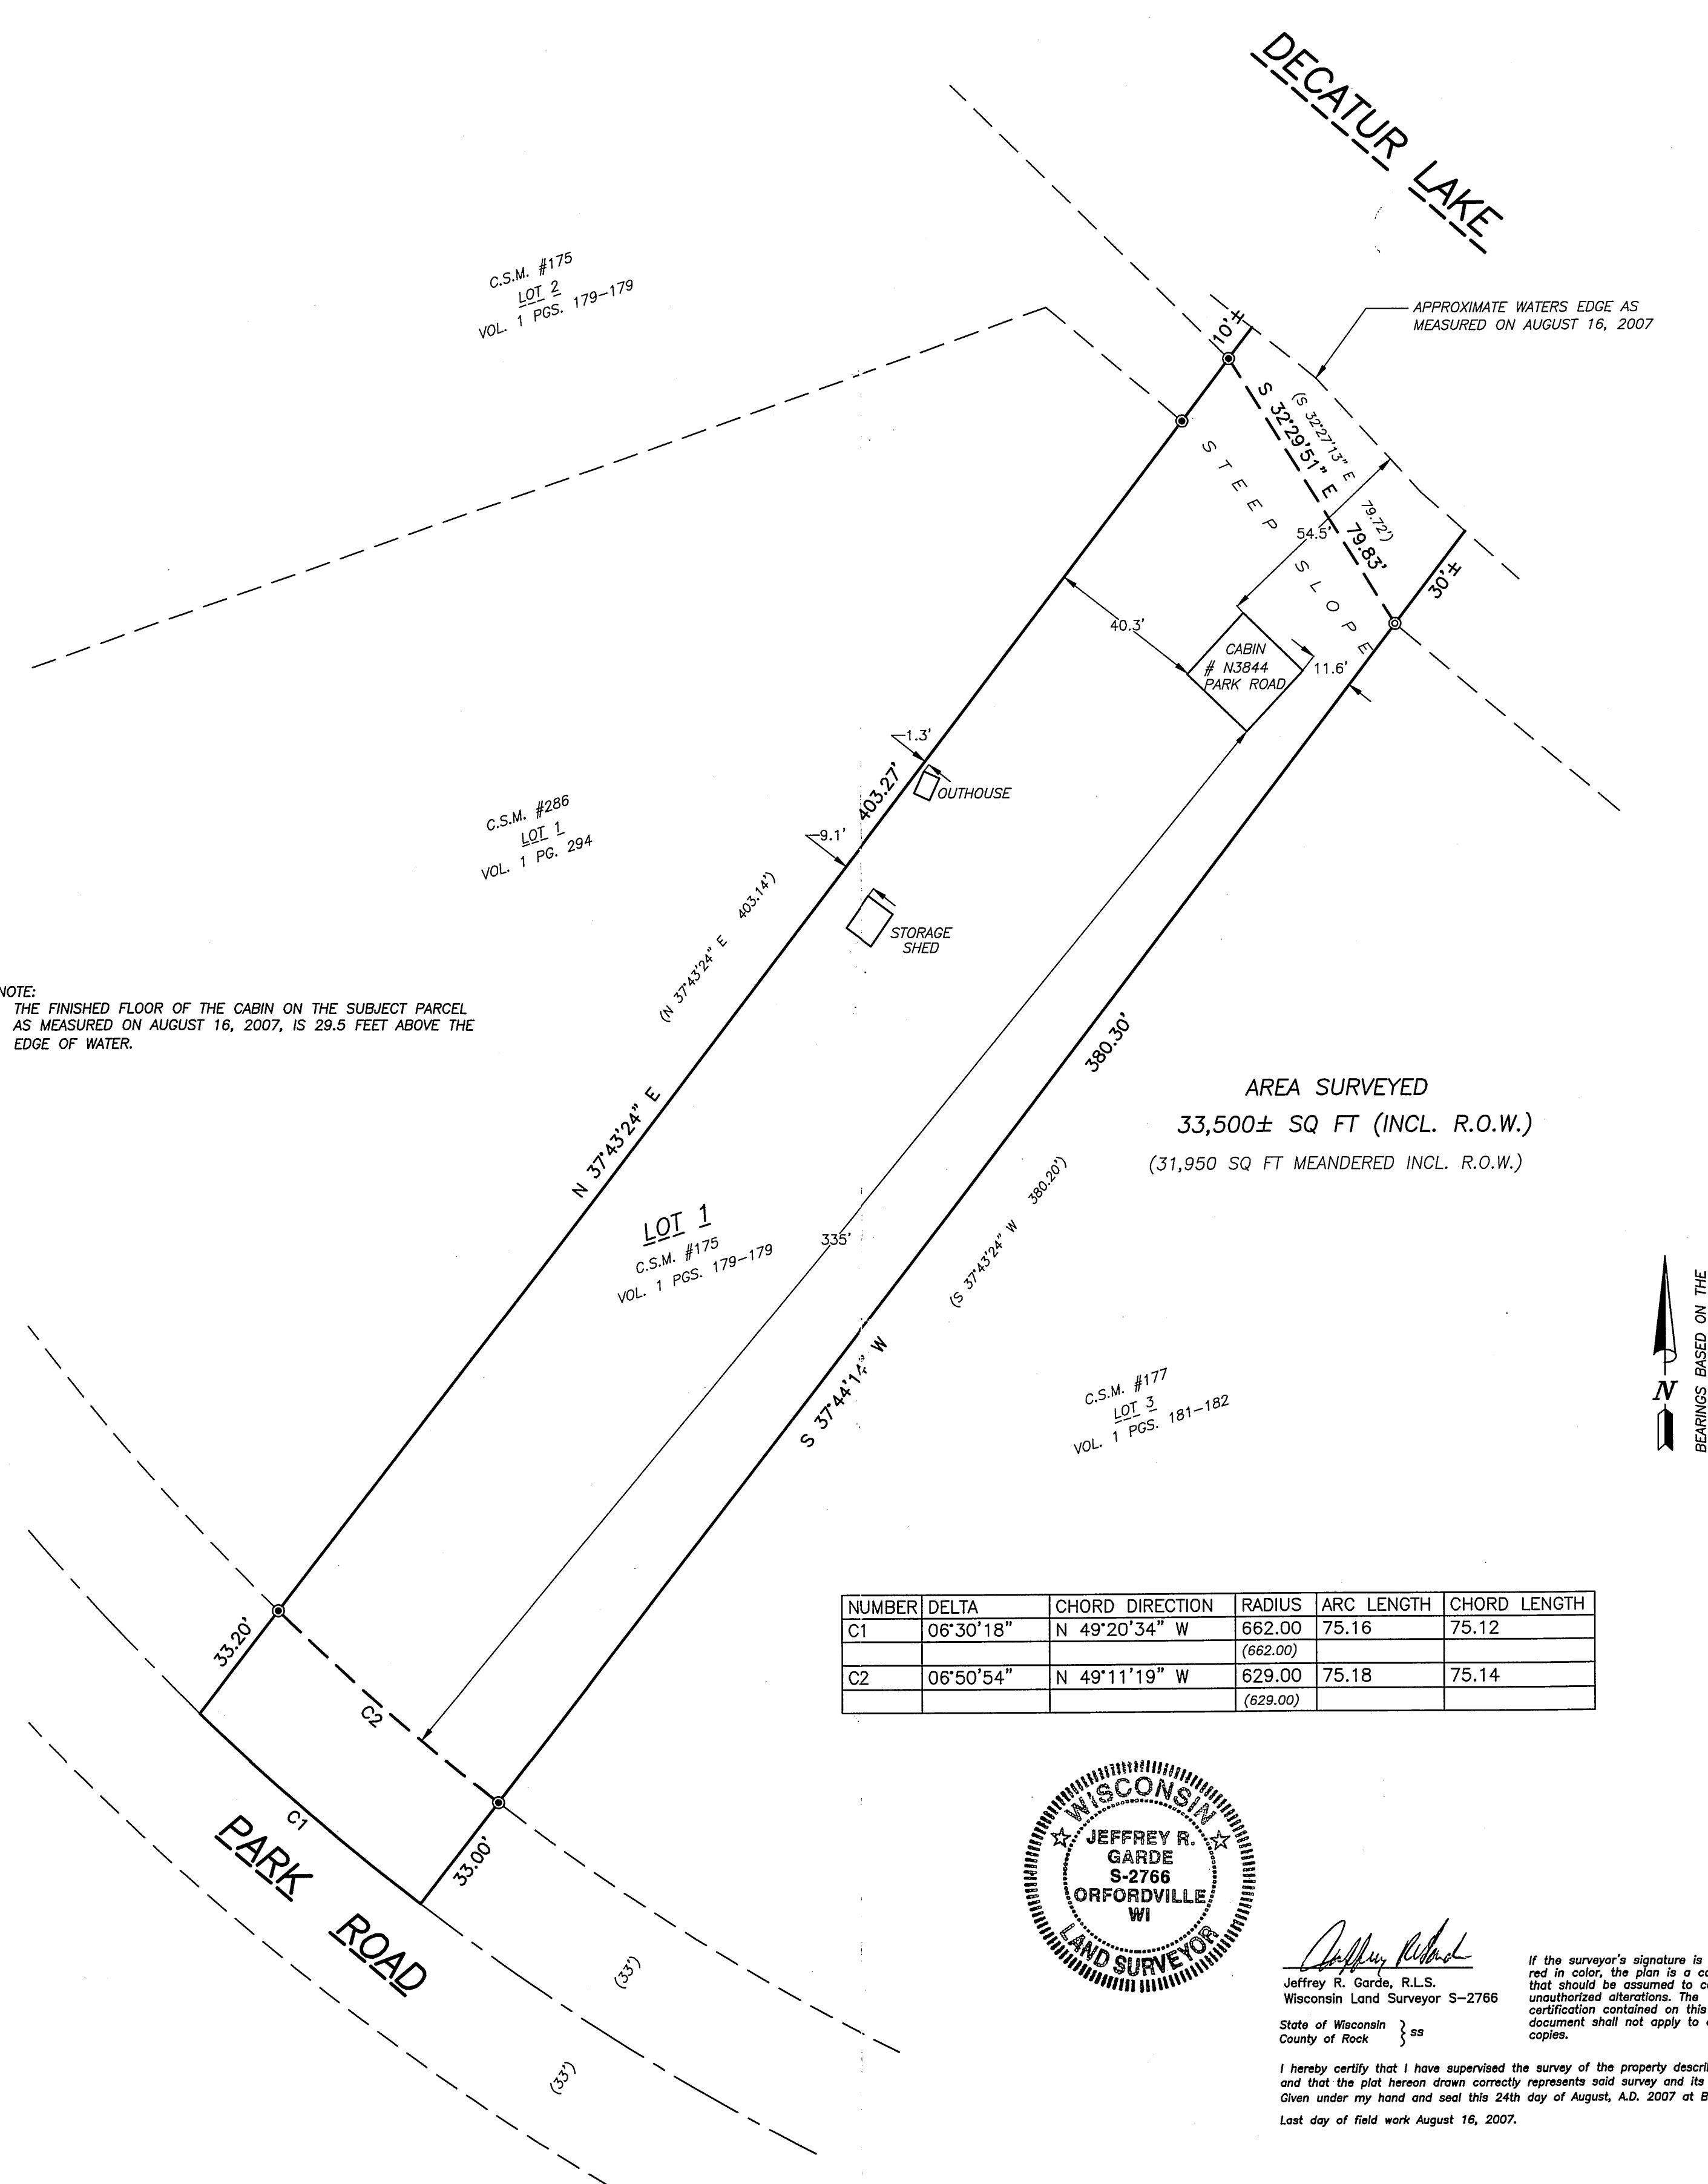 DECATUR LAKE
C.S.M. #175
LOT 2
VOL. 1 PGS. 179-179
APPROXIMATE WATERS EDGE AS
MEASURED ON AUGUST 16, 2007
10'±
S 32°29'51" E 79.83'
(S 32°27'13" E 79.72')
STEEP SLOPE
54.5'
30'±
40.3'
CABIN
# N3844
PARK ROAD
11.6'
1.3'
403.27'
OUTHOUSE
9.1'
C.S.M. #286
LOT 1
VOL. 1 PG. 294
(N 37°43'24" E 403.14')
STORAGE
SHED
NOTE:
THE FINISHED FLOOR OF THE CABIN ON THE SUBJECT PARCEL
AS MEASURED ON AUGUST 16, 2007, IS 29.5 FEET ABOVE THE
EDGE OF WATER.
380.30'
AREA SURVEYED
33,500± SQ FT (INCL. R.O.W.)
(31,950 SQ FT MEANDERED INCL. R.O.W.)
N 37°43'24" E
LOT 1
C.S.M. #175
VOL. 1 PGS. 179-179
335'
(S 37°43'24" W 380.20')
S 37°44'14" W
C.S.M. #177
LOT 3
VOL. 1 PGS. 181-182
N
BEARINGS BASED ON THE
NUMBER DELTA CHORD DIRECTION RADIUS ARC LENGTH CHORD LENGTH
C1 06°30'18" N 49°20'34" W 662.00 75.16 75.12
(662.00)
C2 06°50'54" N 49°11'19" W 629.00 75.18 75.14
(629.00)
33.20'
C2
C1
33.00'
PARK ROAD
(33')
(33')
WISCONSIN
JEFFREY R.
GARDE
S-2766
ORFORDVILLE
WI
LAND SURVEYOR
Jeffrey R. Garde, R.L.S.
Wisconsin Land Surveyor S-2766
State of Wisconsin
County of Rock } ss
If the surveyor's signature is
red in color, the plan is a
that should be assumed to
unauthorized alterations. The
certification contained on this
document shall not apply to
copies.
I hereby certify that I have supervised the survey of the property
and that the plat hereon drawn correctly represents said survey and its
Given under my hand and seal this 24th day of August, A.D. 2007 at
Last day of field work August 16, 2007.